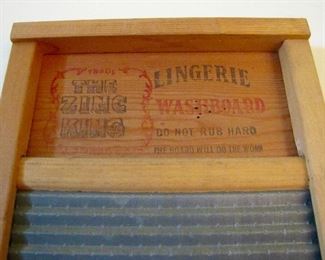 TRADE
THE
ZINC
KING
LINGERIE
WASHBOARD
DO NOT RUB HARD
THE BOARD WILL DO THE WORK